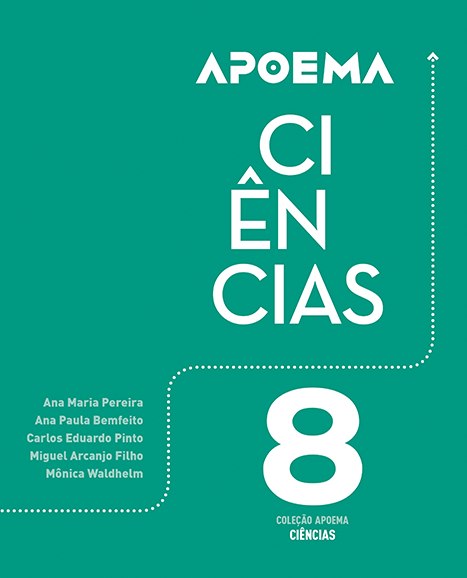 APOEMA
CI
ÊN
CIAS
Ana Maria Pereira
Ana Paula Bemfeito
Carlos Eduardo Pinto
Miguel Arcanjo Filho
Mônica Waldhelm
8
COLEÇÃO APOEMA
CIÊNCIAS